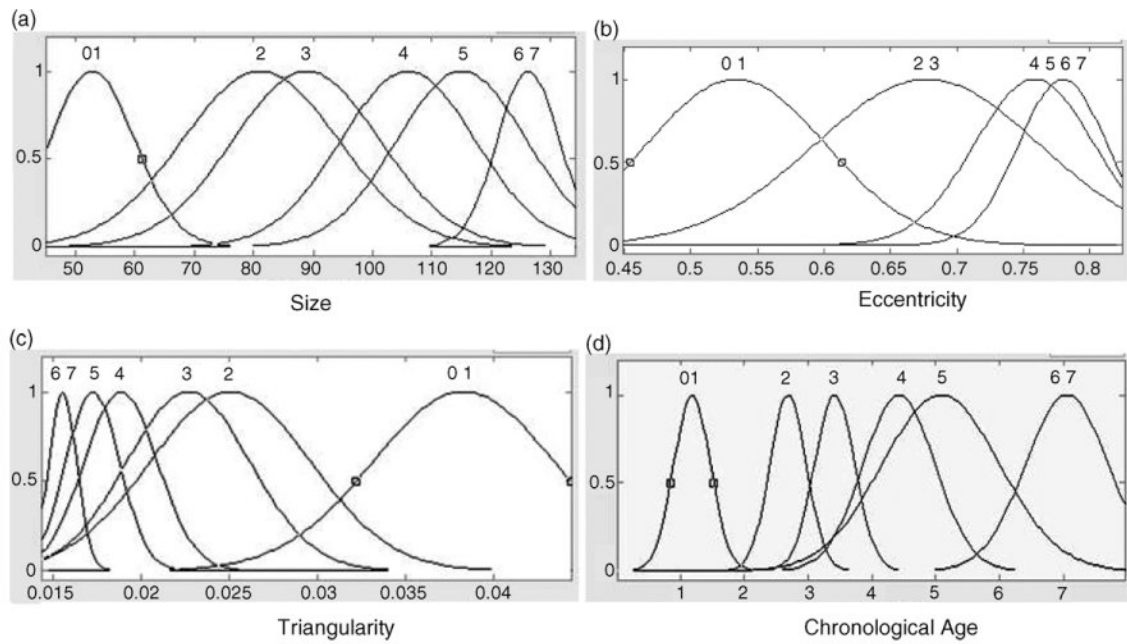 (a)
01 2 3 4 5 6 7
1
0.5
0
50 60 70 80 90 100 110 120 130
Size
(b)
0 1 2 3 4 5 6 7
1
0.5
0
0.45 0.5 0.55 0.6 0.65 0.7 0.75 0.8
Eccentricity
(c)
6 7 5 4 3 2 0 1
1
0.5
0
0.015 0.02 0.025 0.03 0.035 0.04
Triangularity
(d)
01 2 3 4 5 6 7
1
0.5
0
1 2 3 4 5 6 7
Chronological Age